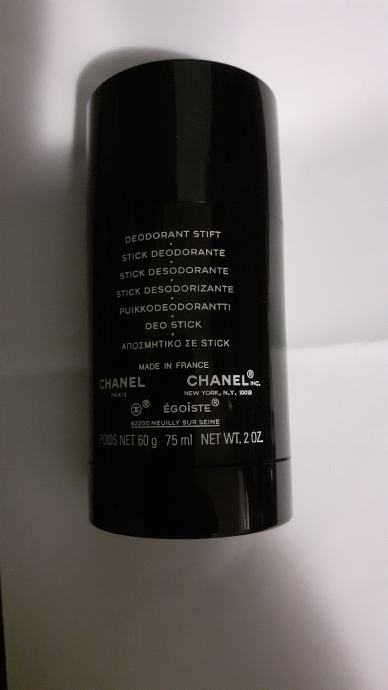 DEODORANT STIFT
•
STICK DEODORANTE
•
STICK DESODORANTE
•
STICK DESODORIZANTE
•
PUIKKODEODORANTTI
•
DEO STICK
•
ΑΠΟΣΜΗΤΙΚΟ ΣΕ STICK
MADE IN FRANCE
CHANEL CHANEL® INC.
PARIS NEW YORK, N.Y. 10019
® ÉGOÏSTE®
92200 NEUILLY SUR SEINE
POIDS NET 60 g 75 ml NET WT. 2 OZ.